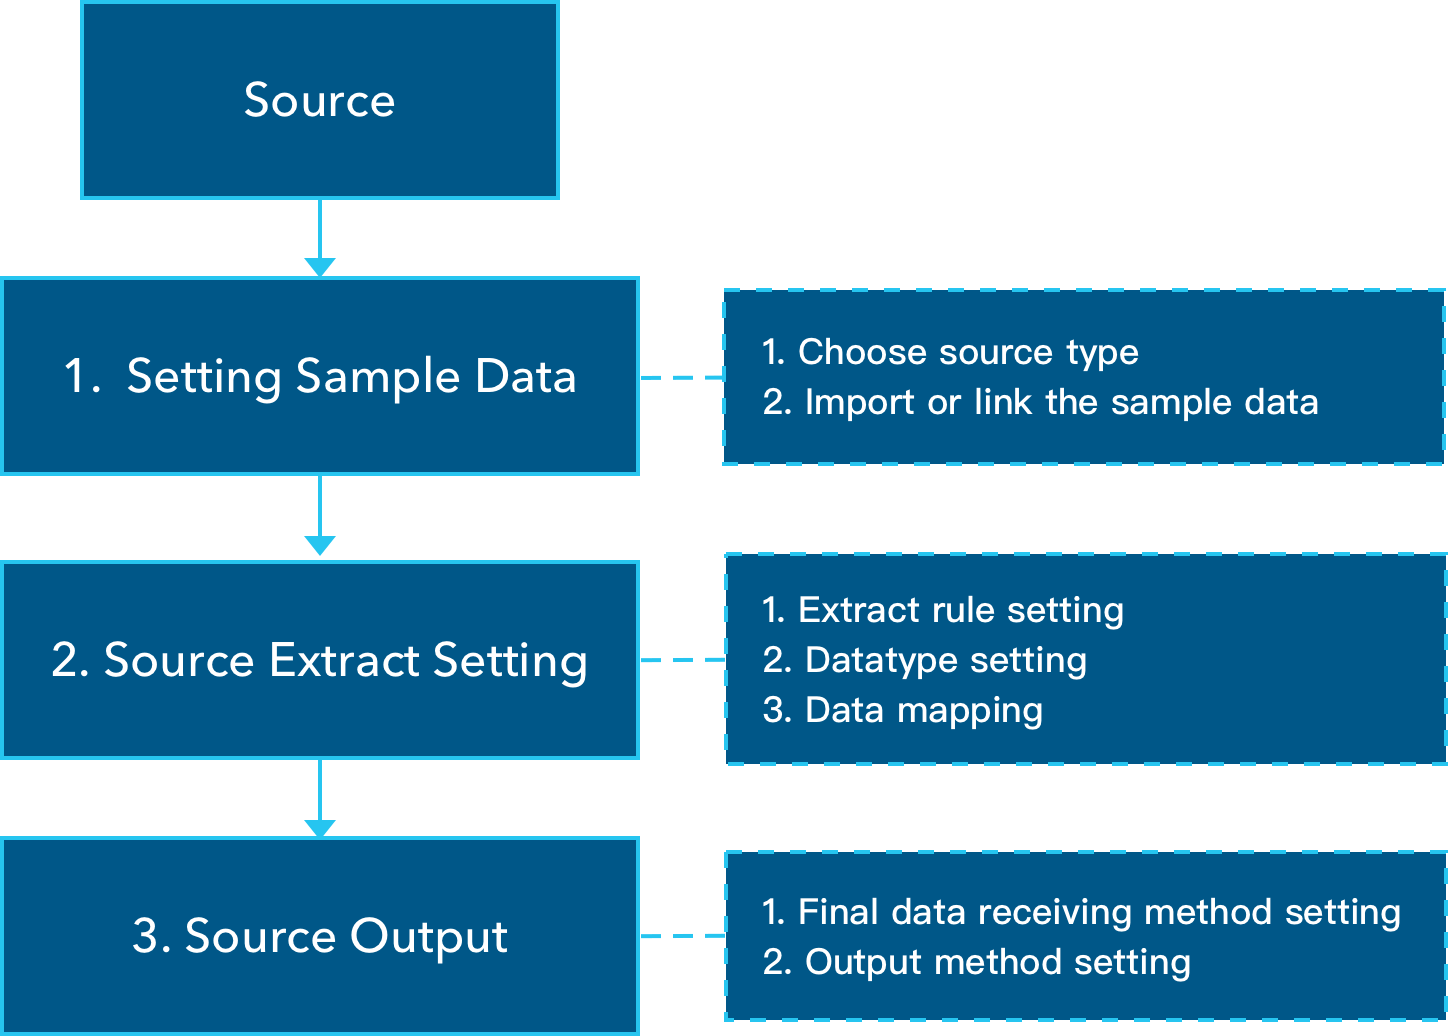 Source
1. Setting Sample Data
1. Choose source type
2. Import or link the sample data
2. Source Extract Setting
1. Extract rule setting
2. Datatype setting
3. Data mapping
3. Source Output
1. Final data receiving method setting
2. Output method setting